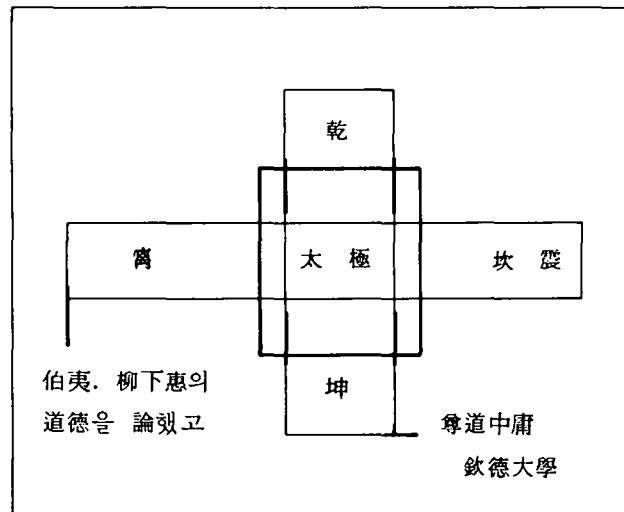 乾
离 太 極 坎 震
坤
伯夷. 柳下惠의
道德을 論했고
尊道中庸
欽德大學